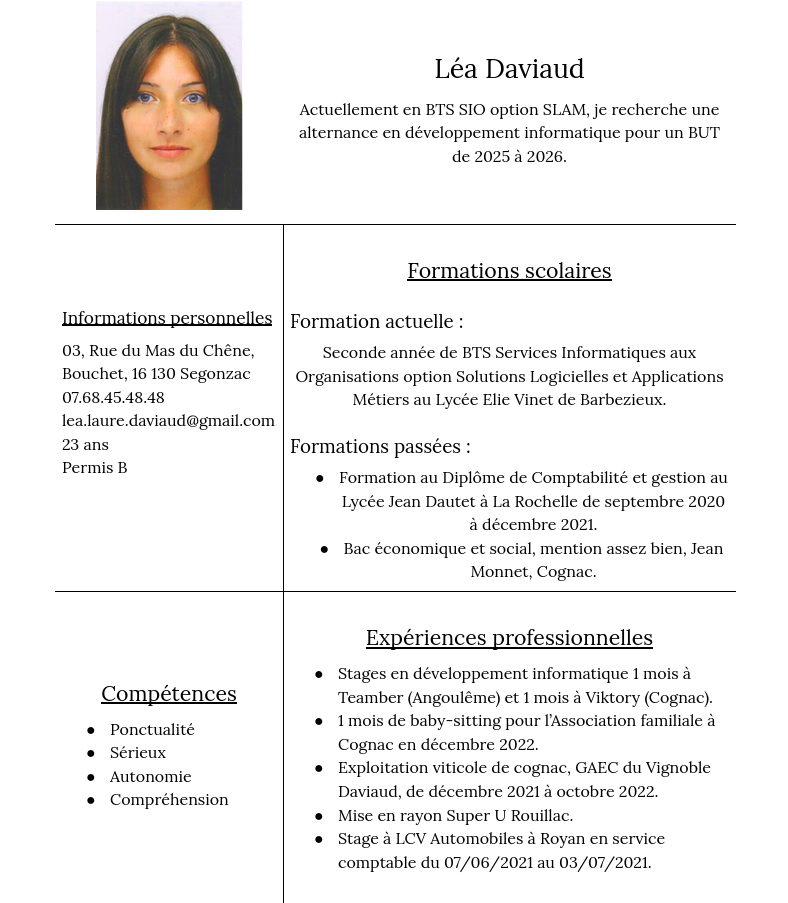 Léa Daviaud
Actuellement en BTS SIO option SLAM, je recherche une
alternance en développement informatique pour un BUT
de 2025 à 2026.
Informations personnelles
03, Rue du Mas du Chêne,
Bouchet, 16 130 Segonzac
07.68.45.48.48
lea.laure.daviaud@gmail.com
23 ans
Permis B
Formations scolaires
Formation actuelle :
Seconde année de BTS Services Informatiques aux
Organisations option Solutions Logicielles et Applications
Métiers au Lycée Elie Vinet de Barbezieux.
Formations passées :
● Formation au Diplôme de Comptabilité et gestion au
Lycée Jean Dautet à La Rochelle de septembre 2020
à décembre 2021.
● Bac économique et social, mention assez bien, Jean
Monnet, Cognac.
Compétences
● Ponctualité
● Sérieux
● Autonomie
● Compréhension
Expériences professionnelles
● Stages en développement informatique 1 mois à
Teamber (Angoulême) et 1 mois à Viktory (Cognac).
● 1 mois de baby-sitting pour l’Association familiale à
Cognac en décembre 2022.
● Exploitation viticole de cognac, GAEC du Vignoble
Daviaud, de décembre 2021 à octobre 2022.
● Mise en rayon Super U Rouillac.
● Stage à LCV Automobiles à Royan en service
comptable du 07/06/2021 au 03/07/2021.